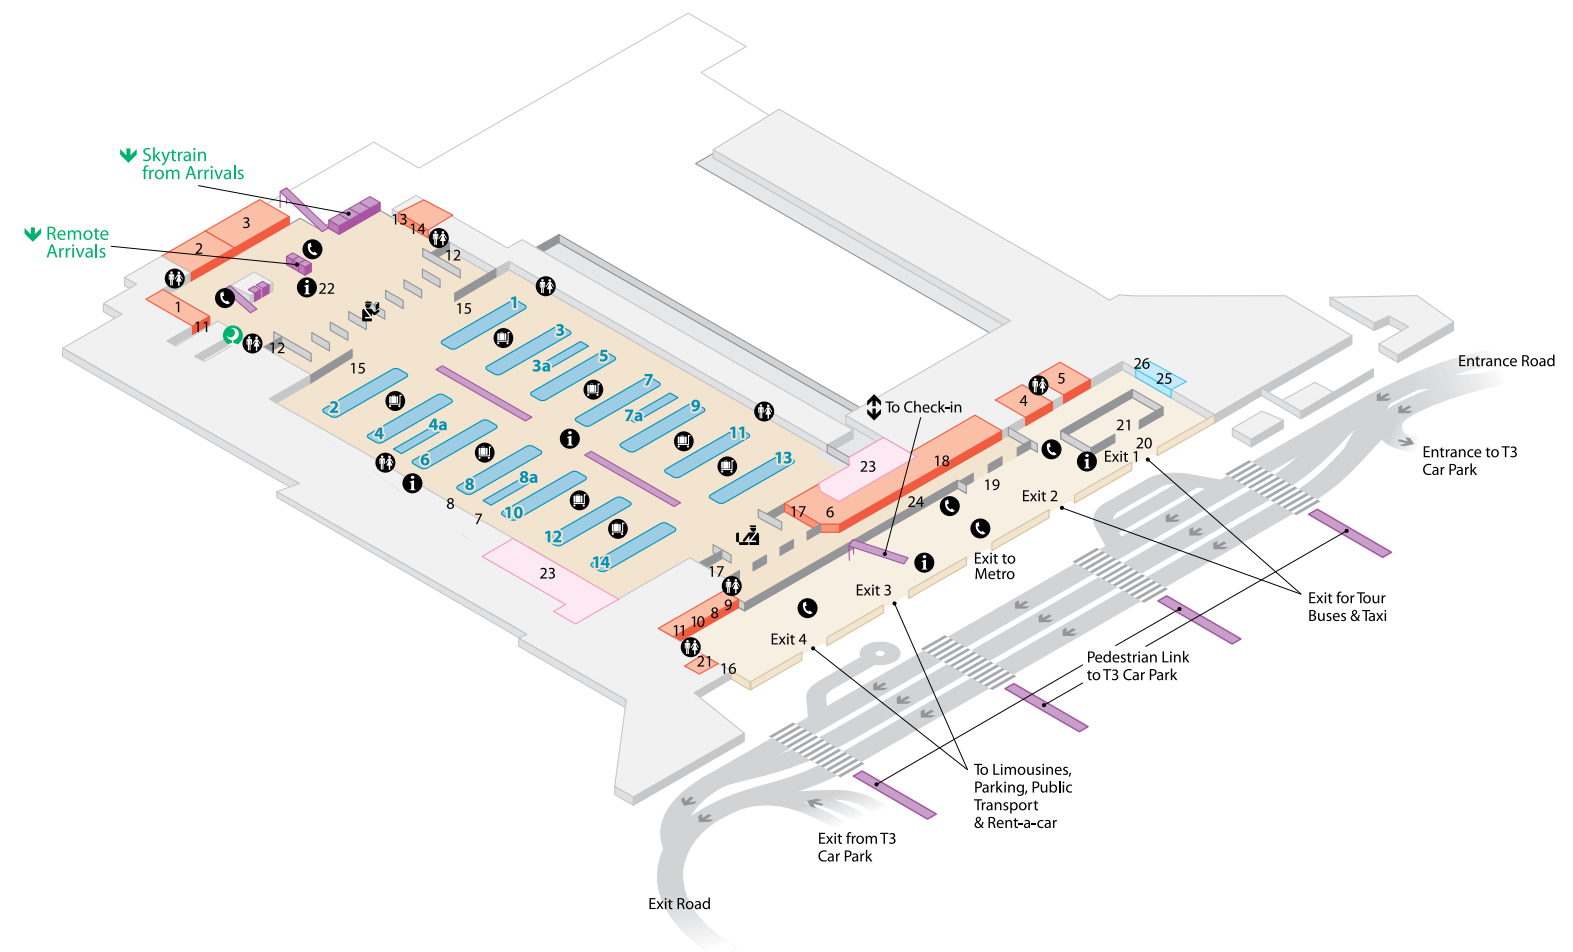 Skytrain
from Arrivals
Remote
Arrivals
3
2
1
11
22
12
13
14
12
15
15
1
3
3a
5
7
7a
9
11
13
2
4
4a
6
8
8a
10
12
14
8
7
23
23
17
6
18
24
17
9
8
10
11
21
16
4
5
26
25
21
20
19
To Check-in
Exit 1
Exit 2
Exit to
Metro
Exit 3
Exit 4
Entrance Road
Entrance to T3
Car Park
Exit for Tour
Buses & Taxi
Pedestrian Link
to T3 Car Park
To Limousines,
Parking, Public
Transport
& Rent-a-car
Exit from T3
Car Park
Exit Road